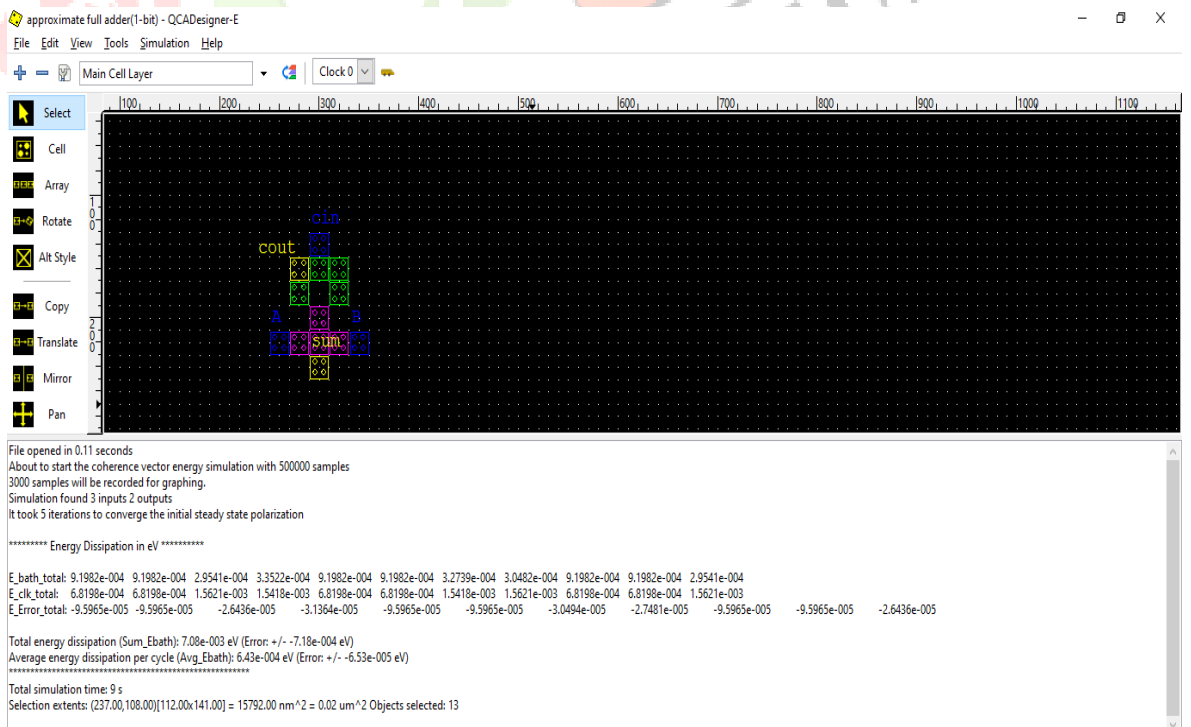 approximate full adder(1-bit) - QCADesigner-E
File Edit View Tools Simulation Help
Main Cell Layer Clock 0
100 200 300 400 500 600 700 800 900 1000 1100
Select
Cell
Array
Rotate
Alt Style
Copy
Translate
Mirror
Pan
100
200
cin
cout
A B
sum
File opened in 0.11 seconds
About to start the coherence vector energy simulation with 500000 samples
3000 samples will be recorded for graphing.
Simulation found 3 inputs 2 outputs
It took 5 iterations to converge the initial steady state polarization
********* Energy Dissipation in eV **********
E_bath_total: 9.1982e-004 9.1982e-004 2.9541e-004 3.3522e-004 9.1982e-004 9.1982e-004 3.2739e-004 3.0482e-004 9.1982e-004 9.1982e-004 2.9541e-004
E_clk_total: 6.8198e-004 6.8198e-004 1.5621e-003 1.5418e-003 6.8198e-004 6.8198e-004 1.5418e-003 1.5621e-003 6.8198e-004 6.8198e-004 1.5621e-003
E_Error_total: -9.5965e-005 -9.5965e-005 -2.6436e-005 -3.1364e-005 -9.5965e-005 -9.5965e-005 -3.0494e-005 -2.7481e-005 -9.5965e-005 -9.5965e-005 -2.6436e-005
Total energy dissipation (Sum_Ebath): 7.08e-003 eV (Error: +/- -7.18e-004 eV)
Average energy dissipation per cycle (Avg_Ebath): 6.43e-004 eV (Error: +/- -6.53e-005 eV)
******************************************************
Total simulation time: 9 s
Selection extents: (237.00,108.00)[112.00x141.00] = 15792.00 nm^2 = 0.02 um^2 Objects selected: 13